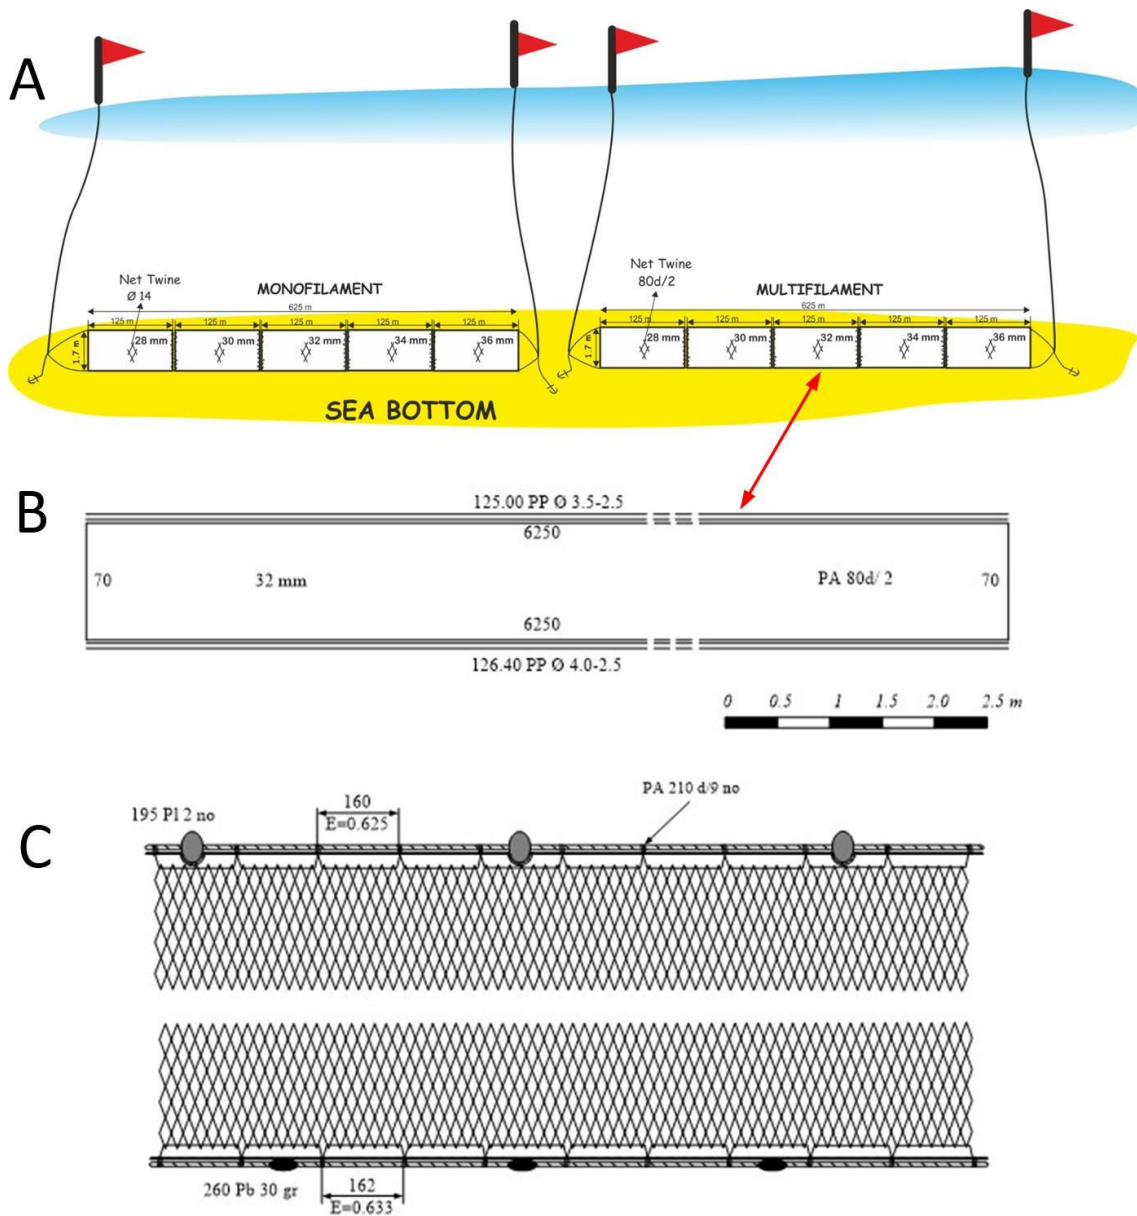 A
Net Twine
Ø 14
MONOFILAMENT
625 m
125 m
125 m
125 m
125 m
125 m
1.7 m
28 mm
30 mm
32 mm
34 mm
36 mm
Net Twine
80d/2
MULTIFILAMENT
625 m
125 m
125 m
125 m
125 m
125 m
1.7 m
28 mm
30 mm
32 mm
34 mm
36 mm
SEA BOTTOM
B
125.00 PP Ø 3.5-2.5
6250
70
32 mm
PA 80d/ 2
70
6250
126.40 PP Ø 4.0-2.5
0 0.5 1 1.5 2.0 2.5 m
C
195 Pl 2 no
160
E=0.625
PA 210 d/9 no
260 Pb 30 gr
162
E=0.633